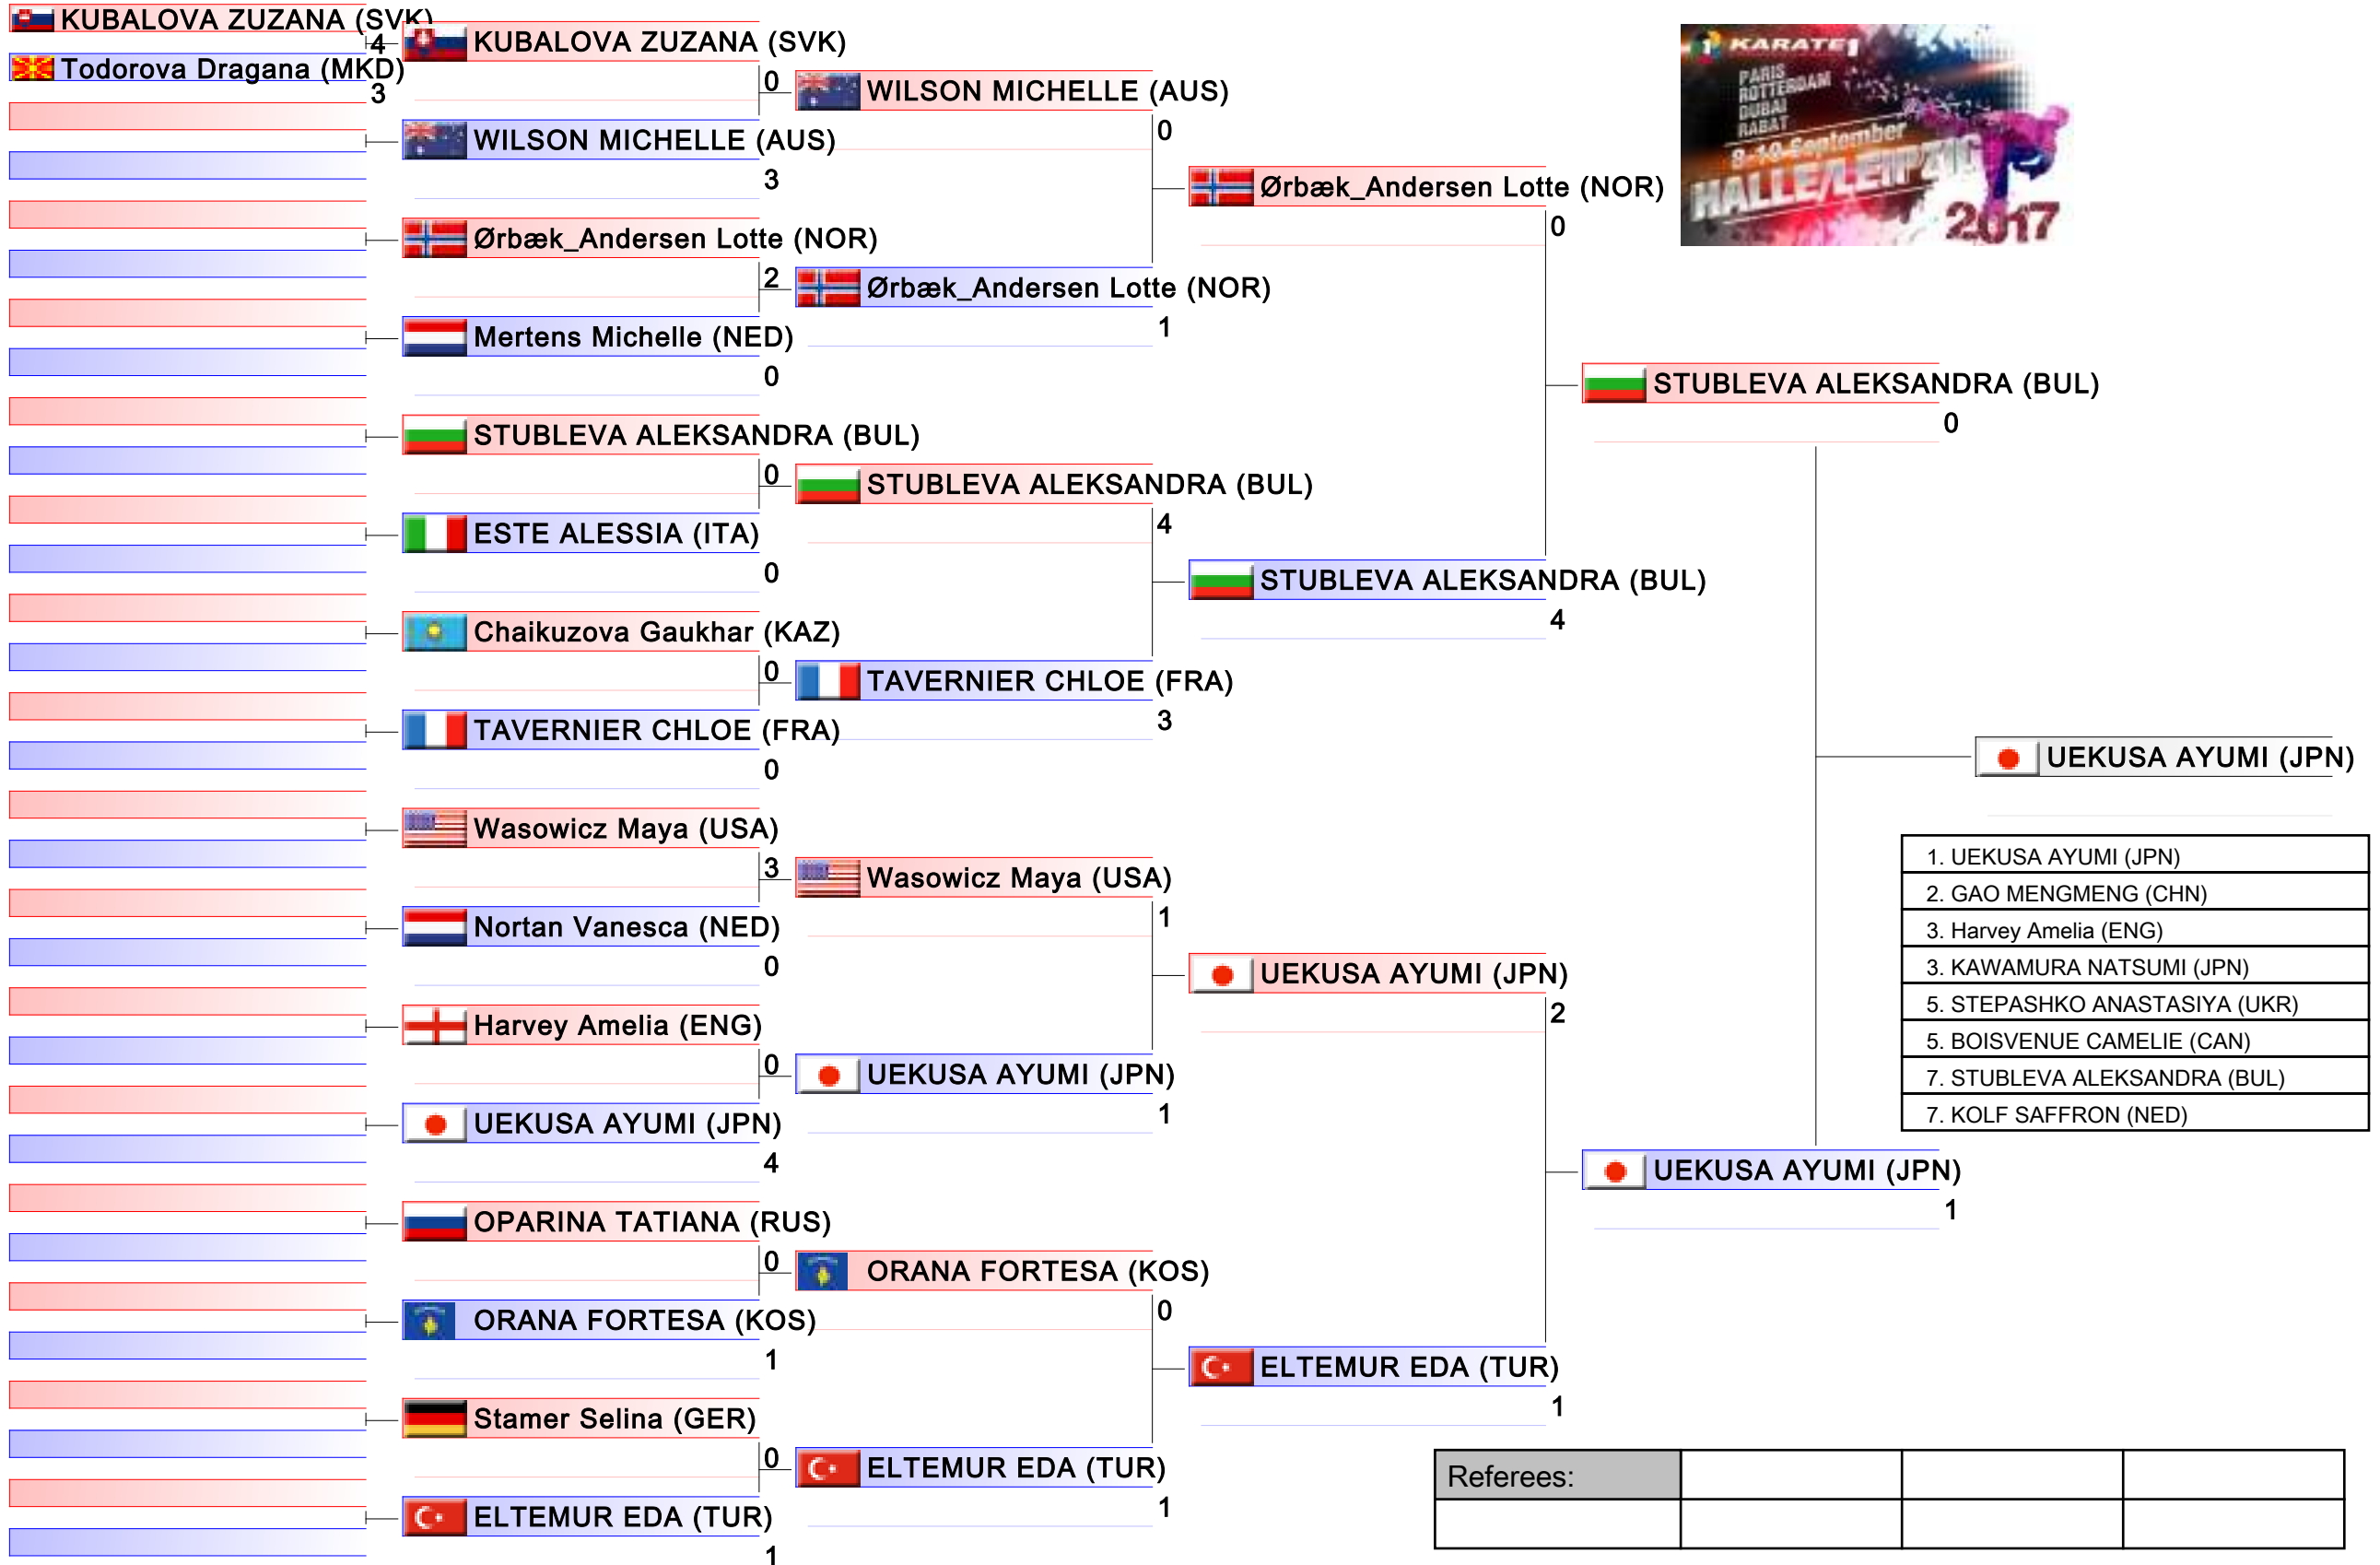 KUBALOVA ZUZANA (SVK)
4
Todorova Dragana (MKD)
3
KUBALOVA ZUZANA (SVK)
0
WILSON MICHELLE (AUS)
3
Ørbæk_Andersen Lotte (NOR)
2
Mertens Michelle (NED)
0
STUBLEVA ALEKSANDRA (BUL)
0
ESTE ALESSIA (ITA)
0
Chaikuzova Gaukhar (KAZ)
0
TAVERNIER CHLOE (FRA)
0
Wasowicz Maya (USA)
3
Nortan Vanesca (NED)
0
Harvey Amelia (ENG)
0
UEKUSA AYUMI (JPN)
4
OPARINA TATIANA (RUS)
0
ORANA FORTESA (KOS)
1
Stamer Selina (GER)
0
ELTEMUR EDA (TUR)
1
WILSON MICHELLE (AUS)
0
Ørbæk_Andersen Lotte (NOR)
1
STUBLEVA ALEKSANDRA (BUL)
4
TAVERNIER CHLOE (FRA)
3
Wasowicz Maya (USA)
1
UEKUSA AYUMI (JPN)
1
ORANA FORTESA (KOS)
0
ELTEMUR EDA (TUR)
1
Ørbæk_Andersen Lotte (NOR)
0
STUBLEVA ALEKSANDRA (BUL)
4
UEKUSA AYUMI (JPN)
2
ELTEMUR EDA (TUR)
1
STUBLEVA ALEKSANDRA (BUL)
0
UEKUSA AYUMI (JPN)
1
KARATE1
PARIS
ROTTERDAM
DUBAI
RABAT
8-10 September
HALLE/LEIPZIG
2017
UEKUSA AYUMI (JPN)
1. UEKUSA AYUMI (JPN)
2. GAO MENGMENG (CHN)
3. Harvey Amelia (ENG)
3. KAWAMURA NATSUMI (JPN)
5. STEPASHKO ANASTASIYA (UKR)
5. BOISVENUE CAMELIE (CAN)
7. STUBLEVA ALEKSANDRA (BUL)
7. KOLF SAFFRON (NED)
Referees: